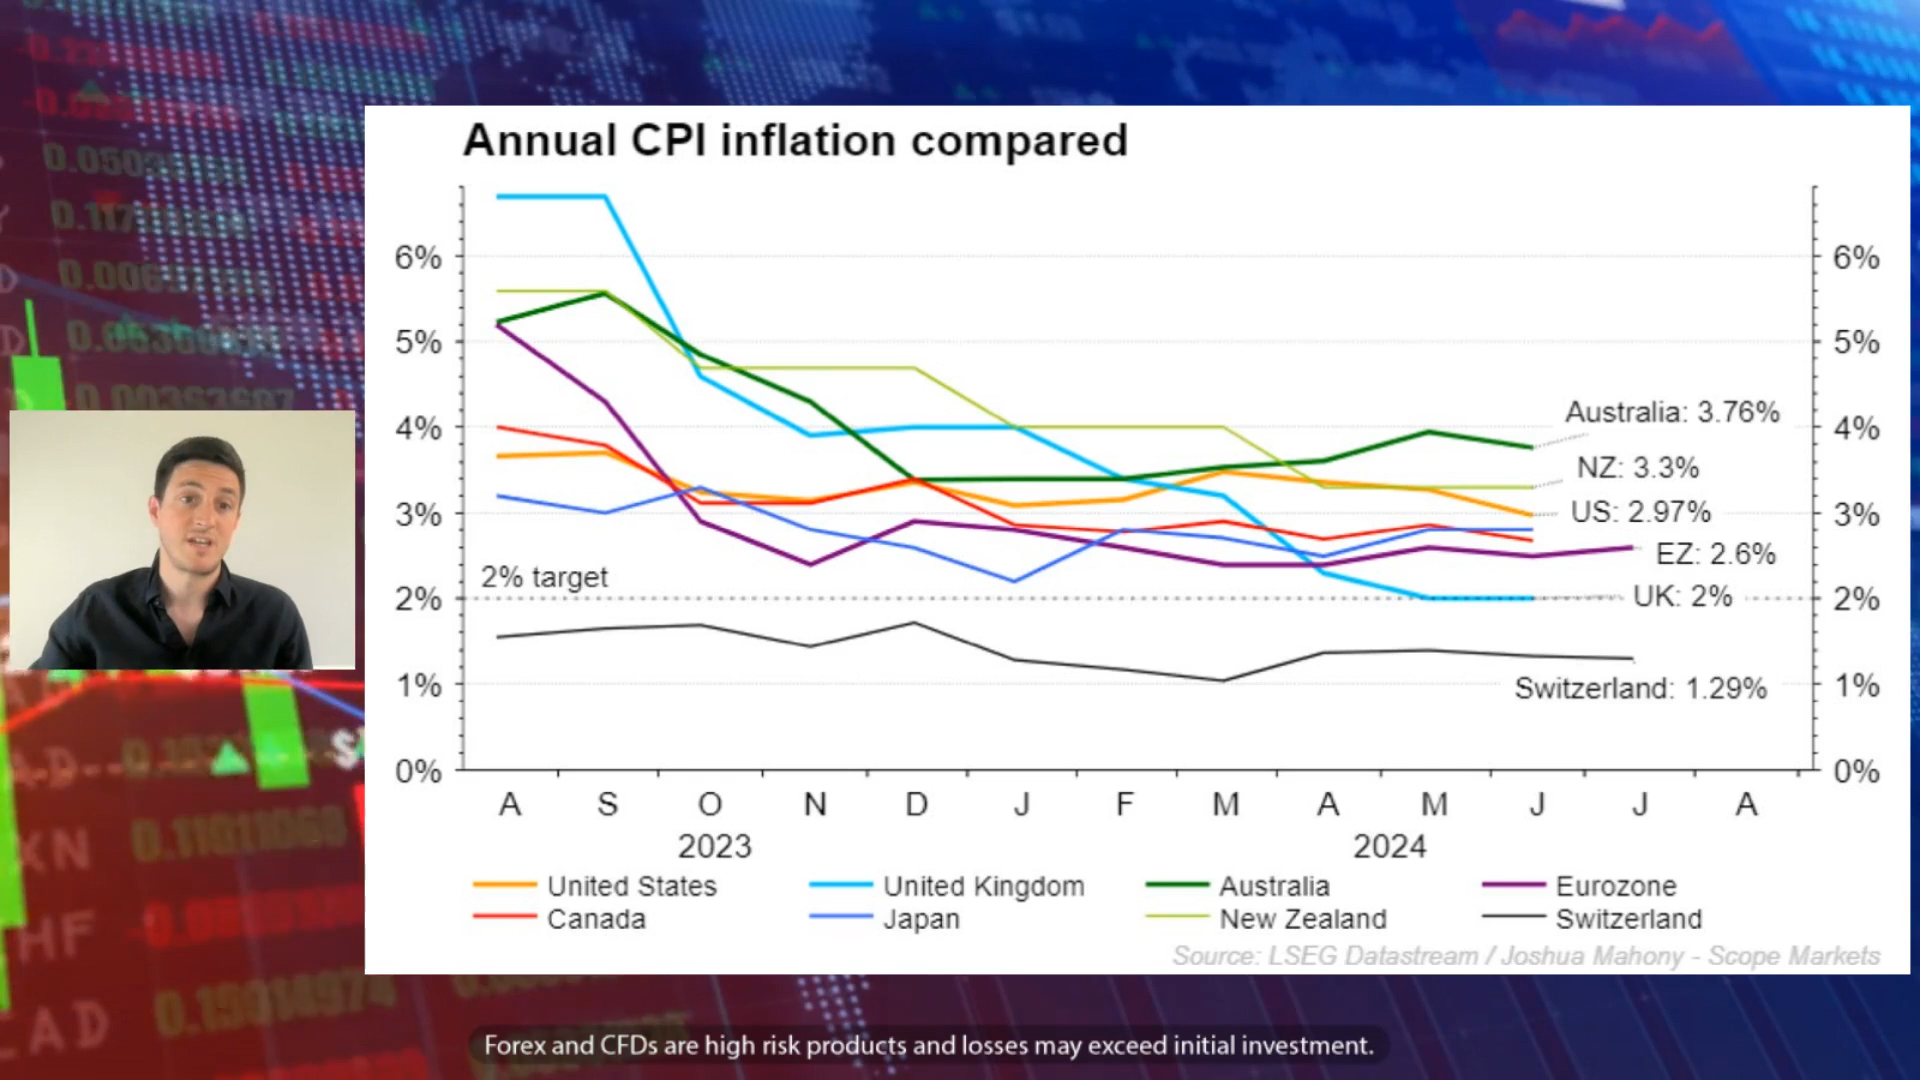 Annual CPI inflation compared
6% 6%
5% 5%
Australia: 3.76%
4% 4%
NZ: 3.3%
US: 2.97%
3% 3%
EZ: 2.6%
2% target
UK: 2%
2% 2%
1% Switzerland: 1.29% 1%
0% 0%
A S O N D J F M A M J J A
2023 2024
United States United Kingdom Australia Eurozone
Canada Japan New Zealand Switzerland
Source: LSEG Datastream / Joshua Mahony - Scope Markets
Forex and CFDs are high risk products and losses may exceed initial investment.